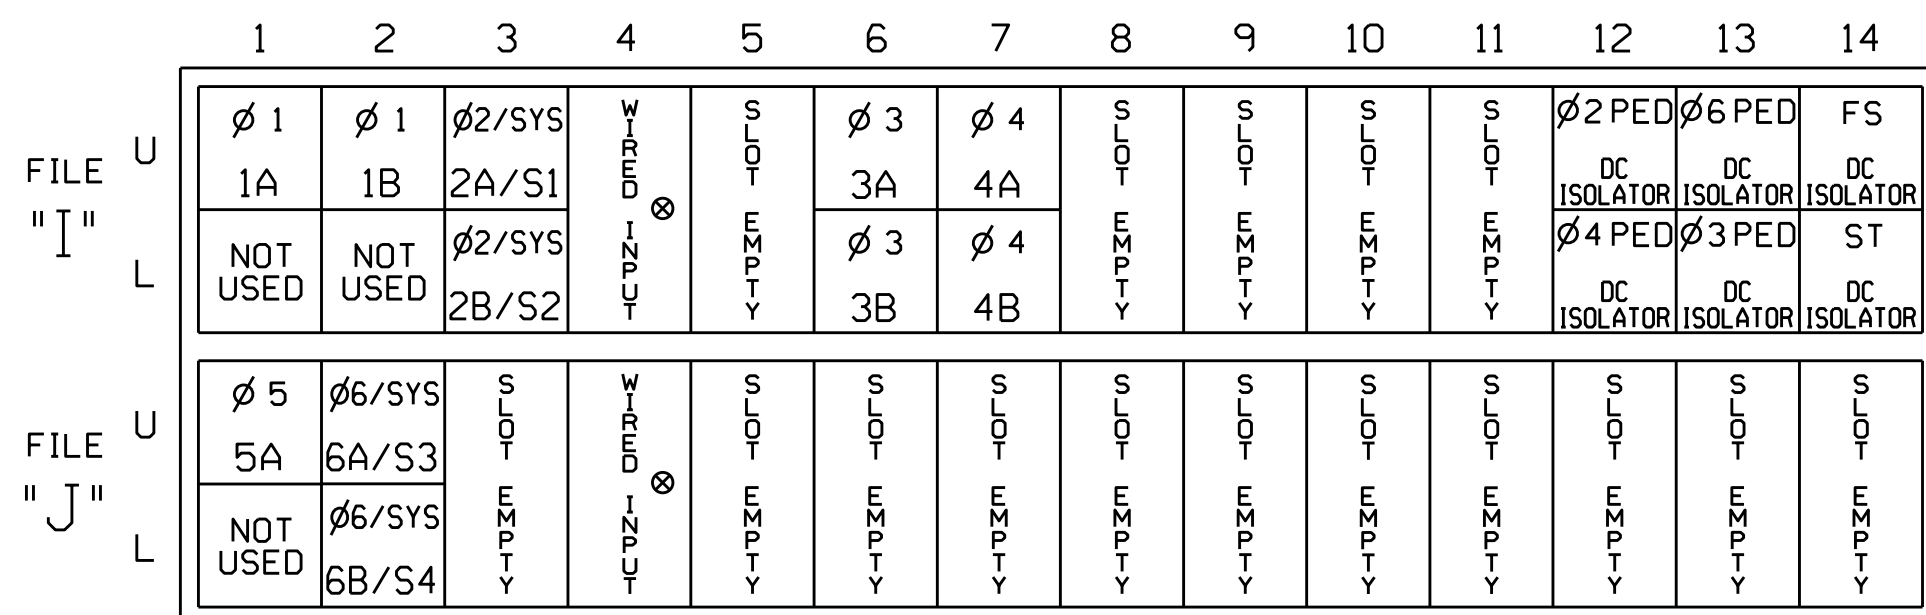 1 2 3 4 5 6 7 8 9 10 11 12 13 14
FILE "I"
U
Ø 1 1A
Ø 1 1B
Ø2/SYS 2A/S1
WIRED INPUT ⊗
SLOT EMPTY
Ø 3 3A
Ø 4 4A
SLOT EMPTY
SLOT EMPTY
SLOT EMPTY
SLOT EMPTY
Ø2 PED DC ISOLATOR
Ø6 PED DC ISOLATOR
FS DC ISOLATOR
L
NOT USED
NOT USED
Ø2/SYS 2B/S2
Ø 3 3B
Ø 4 4B
Ø4 PED DC ISOLATOR
Ø3 PED DC ISOLATOR
ST DC ISOLATOR
FILE "J"
U
Ø 5 5A
Ø6/SYS 6A/S3
SLOT EMPTY
WIRED INPUT ⊗
SLOT EMPTY
SLOT EMPTY
SLOT EMPTY
SLOT EMPTY
SLOT EMPTY
SLOT EMPTY
SLOT EMPTY
SLOT EMPTY
SLOT EMPTY
SLOT EMPTY
L
NOT USED
Ø6/SYS 6B/S4